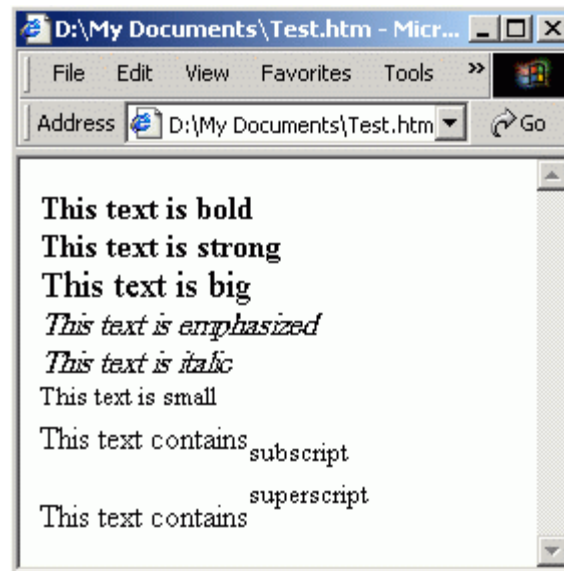 D:\My Documents\Test.htm - Micr...
File Edit View Favorites Tools »
Address D:\My Documents\Test.htm Go
This text is bold
This text is strong
This text is big
This text is emphasized
This text is italic
This text is small
This text contains subscript
This text contains superscript